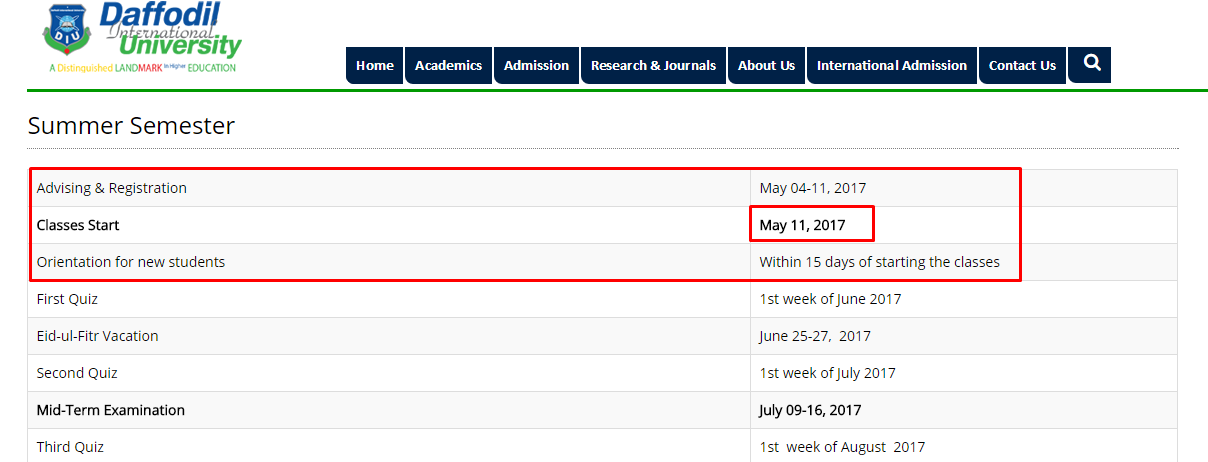 Daffodil
International
University
DIU
A Distinguished LANDMARK in Higher EDUCATION
Home Academics Admission Research & Journals About Us International Admission Contact Us
Summer Semester
Advising & Registration May 04-11, 2017
Classes Start May 11, 2017
Orientation for new students Within 15 days of starting the classes
First Quiz 1st week of June 2017
Eid-ul-Fitr Vacation June 25-27, 2017
Second Quiz 1st week of July 2017
Mid-Term Examination July 09-16, 2017
Third Quiz 1st week of August 2017